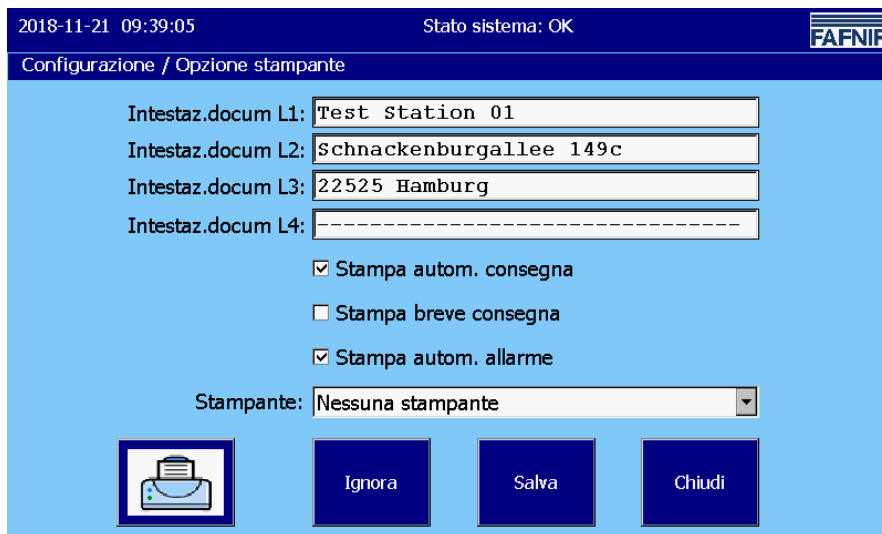 2018-11-21 09:39:05 Stato sistema: OK FAFNIR
Configurazione / Opzione stampante
Intestaz.docum L1: Test Station 01
Intestaz.docum L2: Schnackenburgallee 149c
Intestaz.docum L3: 22525 Hamburg
Intestaz.docum L4: --------------------------------
Stampa autom. consegna
Stampa breve consegna
Stampa autom. allarme
Stampante: Nessuna stampante
Ignora Salva Chiudi